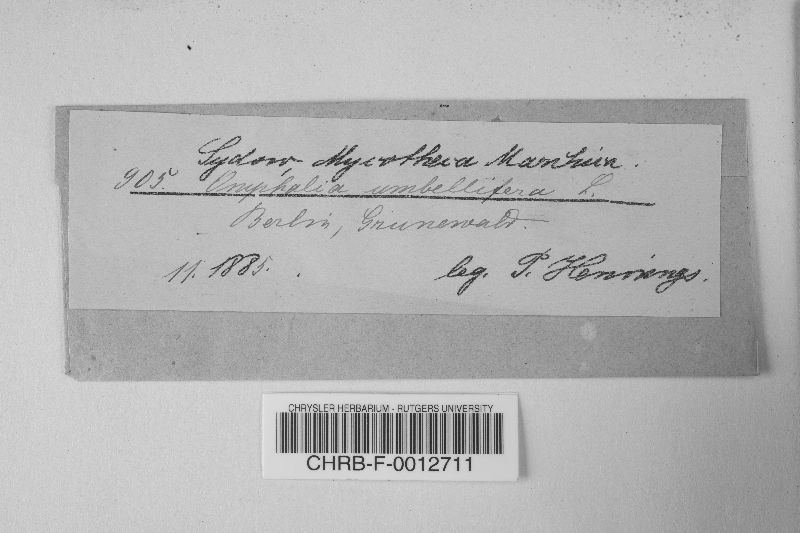 Sydow, Mycotheca Marchica.
905. Omphalia umbellifera L.
Berlin, Grunewald.
11. 1885. leg. P. Hennings.
CHRYSLER HERBARIUM - RUTGERS UNIVERSITY
CHRB-F-0012711